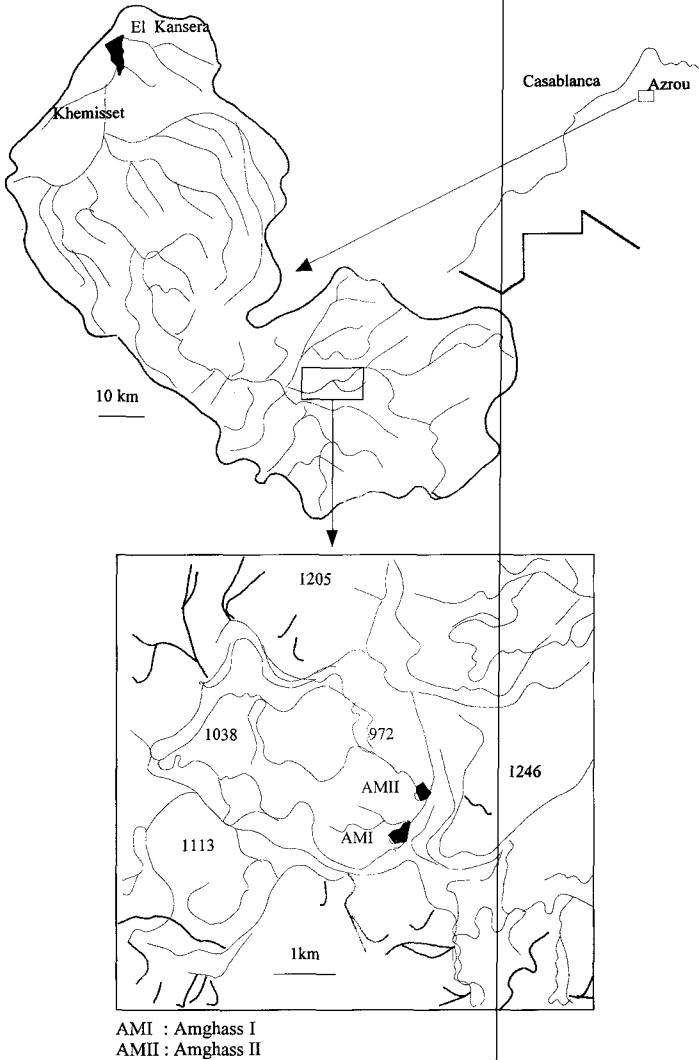 El Kansera
Casablanca
Azrou
Khemisset
10 km
1205
1038
972
AMII
1246
AMI
1113
1km
AMI : Amghass I
AMII : Amghass II